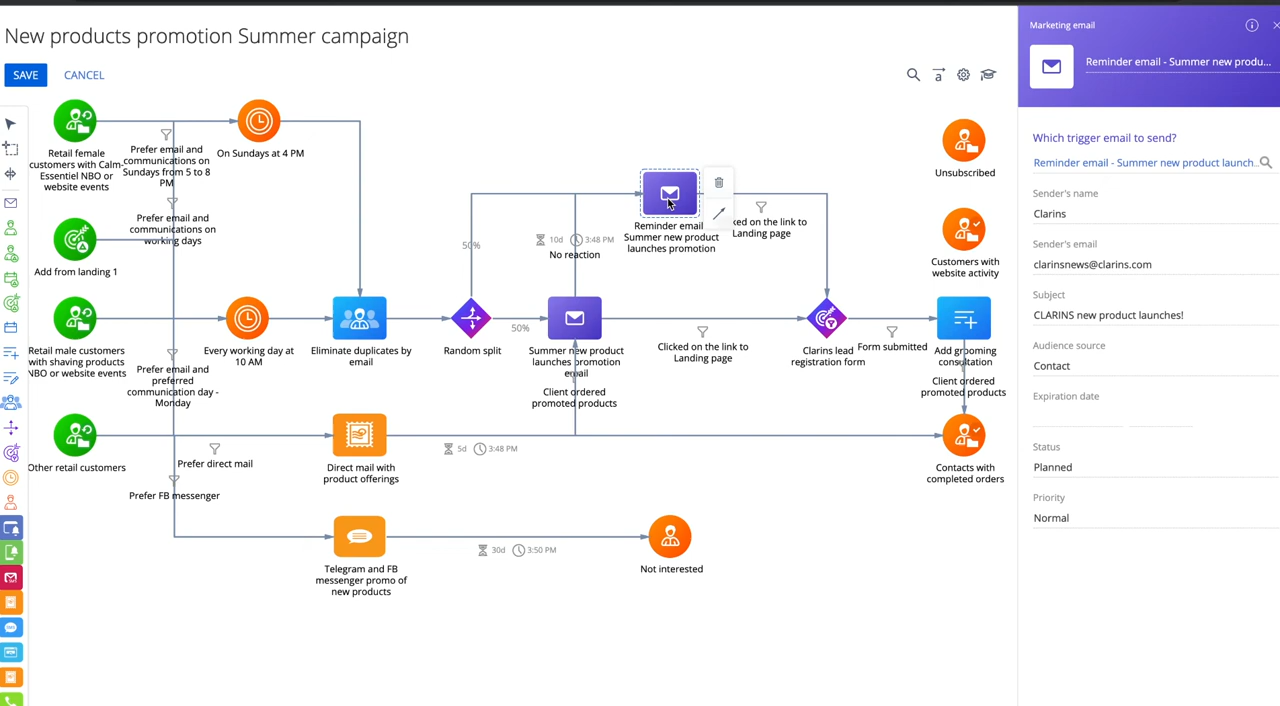 New products promotion Summer campaign
SAVE
CANCEL
a
Retail female
customers with Calm-
Essentiel NBO or
website events
Prefer email and
communications on
Sundays from 5 to 8
PM
On Sundays at 4 PM
Prefer email and
communications on
working days
Add from landing 1
Retail male customers
with shaving products
NBO or website events
Prefer email and
preferred
communication day -
Monday
Every working day at
10 AM
Eliminate duplicates by
email
50%
Random split
50%
10d
3:48 PM
No reaction
Summer new product
launches promotion
email
Client ordered
promoted products
Reminder email
Summer new product
launches promotion
ked on the link to
Landing page
Clicked on the link to
Landing page
Clarins lead
registration form
Form submitted
Unsubscribed
Customers with
website activity
Add grooming
consultation
Client ordered
promoted products
Contacts with
completed orders
Other retail customers
Prefer direct mail
Prefer FB messenger
Direct mail with
product offerings
5d
3:48 PM
Telegram and FB
messenger promo of
new products
30d
3:50 PM
Not interested
Marketing email
Reminder email - Summer new produ...
Which trigger email to send?
Reminder email - Summer new product launch...
Sender's name
Clarins
Sender's email
clarinsnews@clarins.com
Subject
CLARINS new product launches!
Audience source
Contact
Expiration date
Status
Planned
Priority
Normal